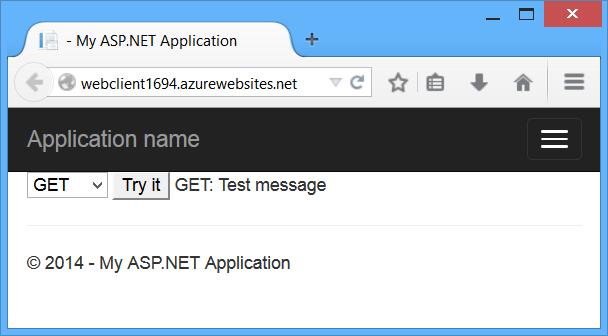 - My ASP.NET Application
webclient1694.azurewebsites.net
Application name
GET Try it GET: Test message
© 2014 - My ASP.NET Application